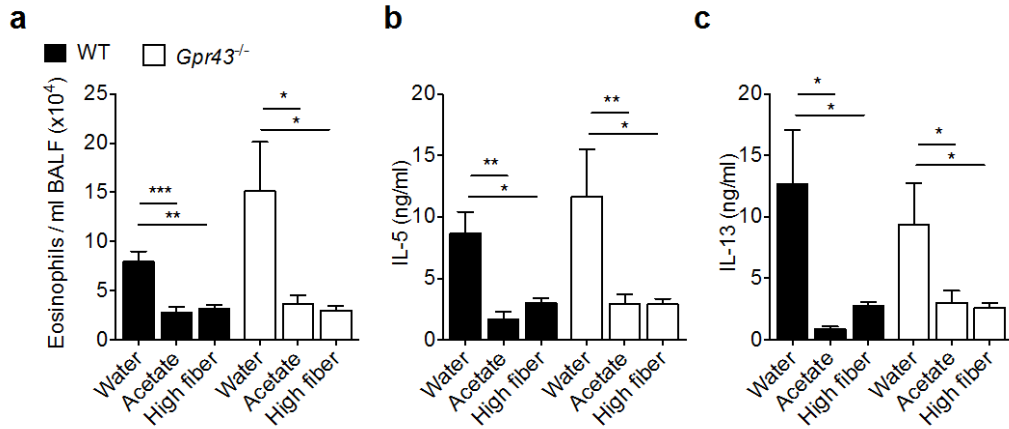 a
b
c
WT
Gpr43-/-
Eosinophils / ml BALF (x10⁴)
25
20
15
10
5
0
***
**
*
*
Water
Acetate
High fiber
Water
Acetate
High fiber
IL-5 (ng/ml)
20
15
10
5
0
**
*
**
*
Water
Acetate
High fiber
Water
Acetate
High fiber
IL-13 (ng/ml)
20
15
10
5
0
*
*
*
*
Water
Acetate
High fiber
Water
Acetate
High fiber